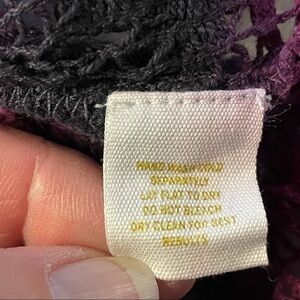 HAND WASH COLD
SEPARATELY
LAY FLAT TO DRY
DO NOT BLEACH
DRY CLEAN FOR BEST
RESULTS